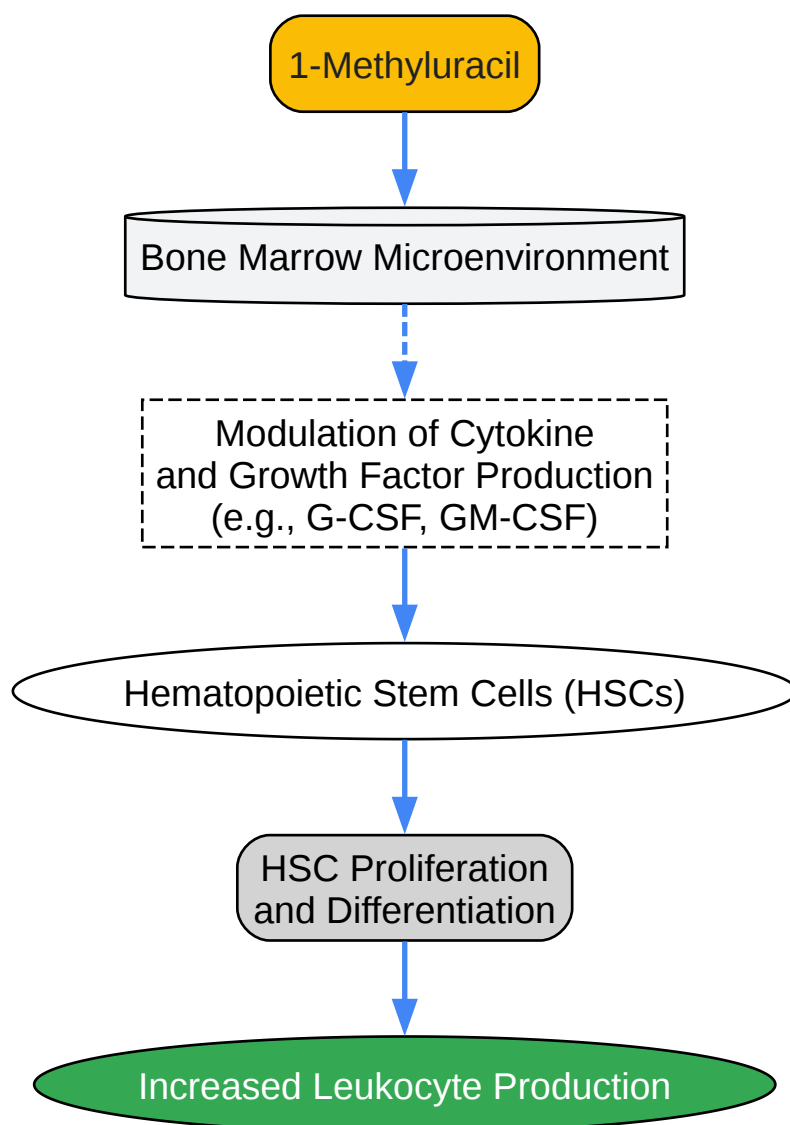 1-Methyluracil
Bone Marrow Microenvironment
Modulation of Cytokine
and Growth Factor Production
(e.g., G-CSF, GM-CSF)
Hematopoietic Stem Cells (HSCs)
HSC Proliferation
and Differentiation
Increased Leukocyte Production